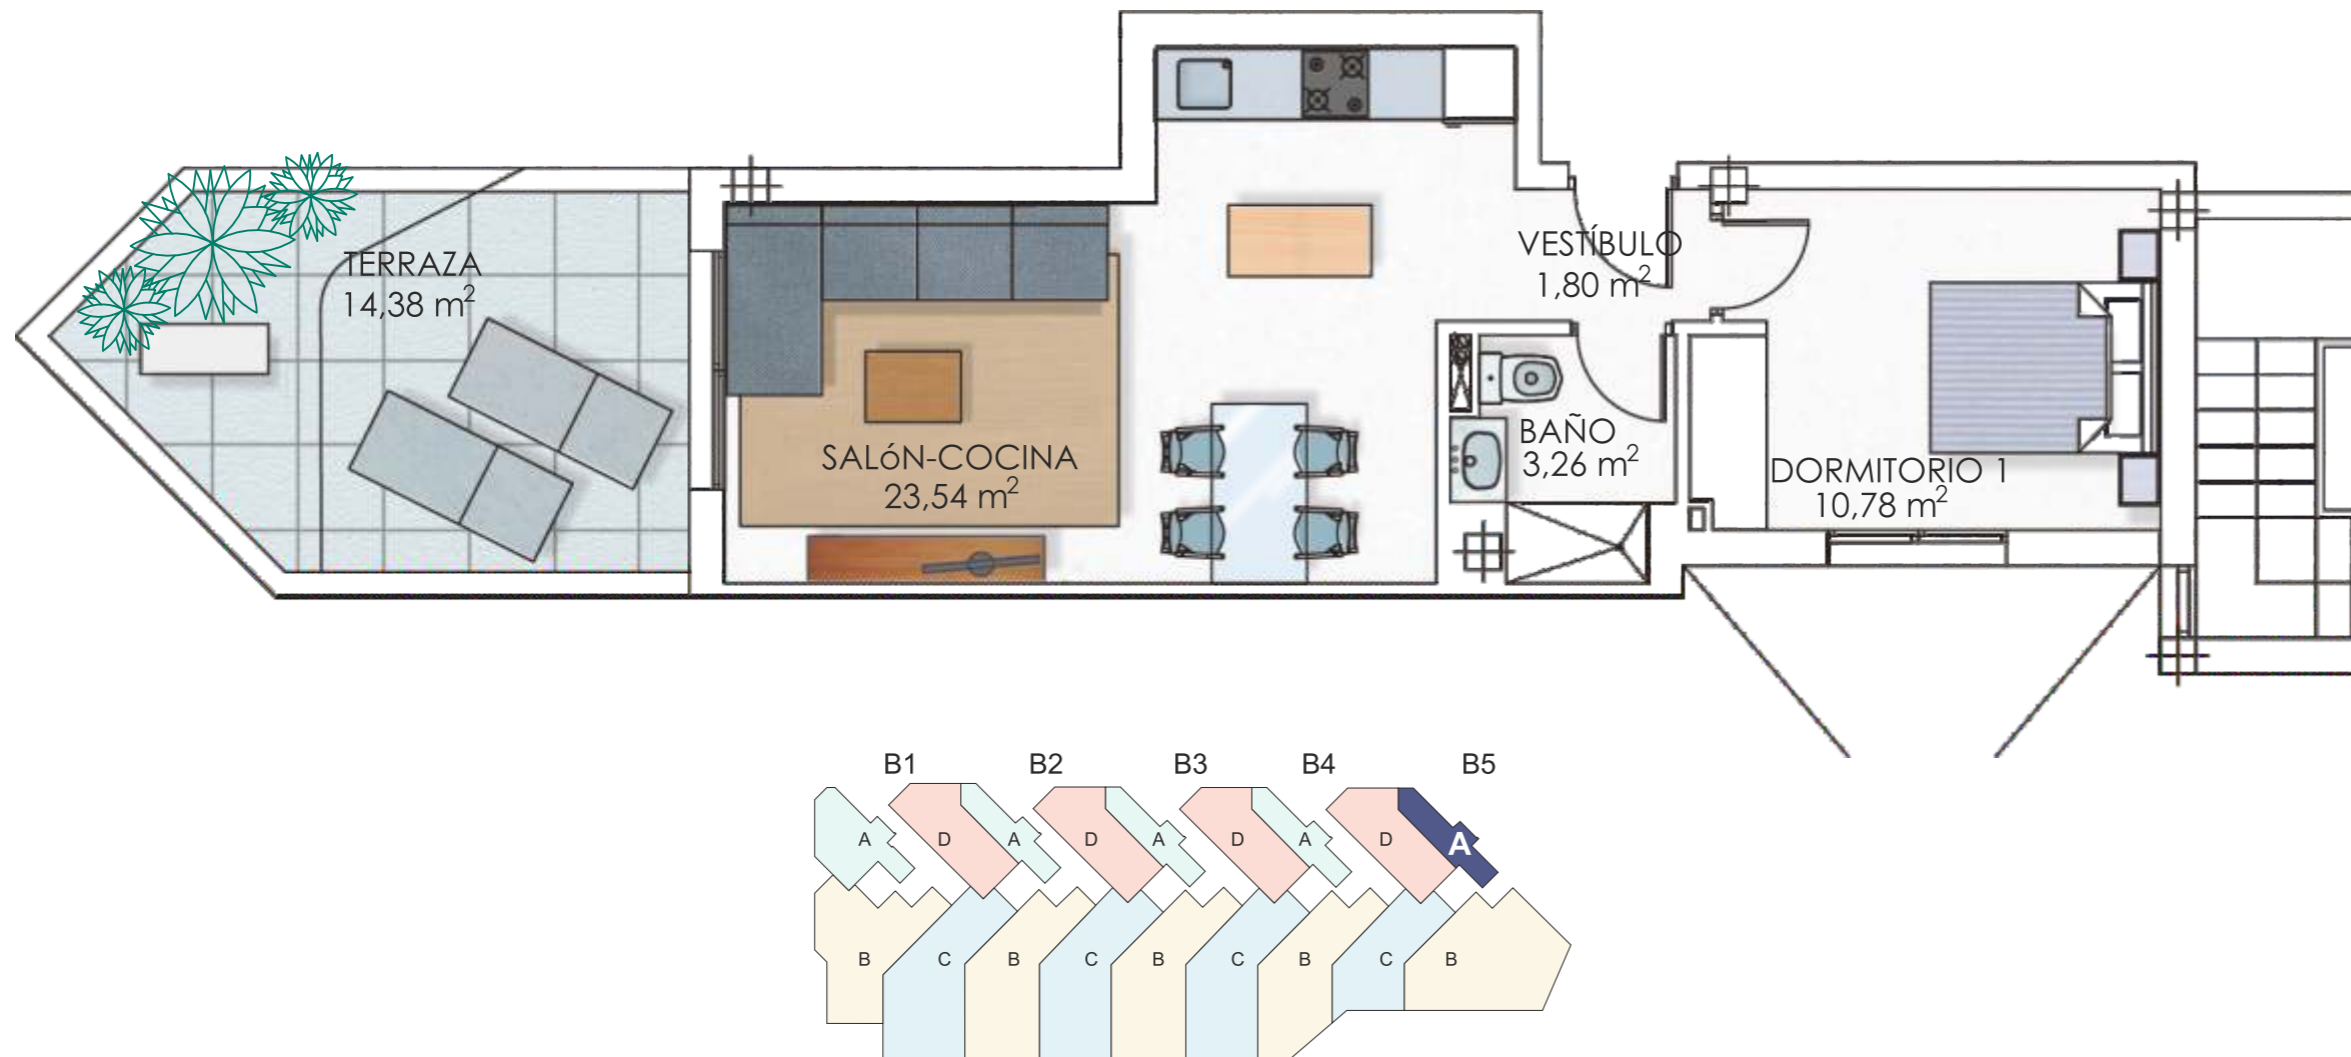 TERRAZA
14,38 m²
SALóN-COCINA
23,54 m²
VESTÍBULO
1,80 m²
BAÑO
3,26 m²
DORMITORIO 1
10,78 m²
B1 B2 B3 B4 B5
A D A D A D A D A
B C B C B C B C B